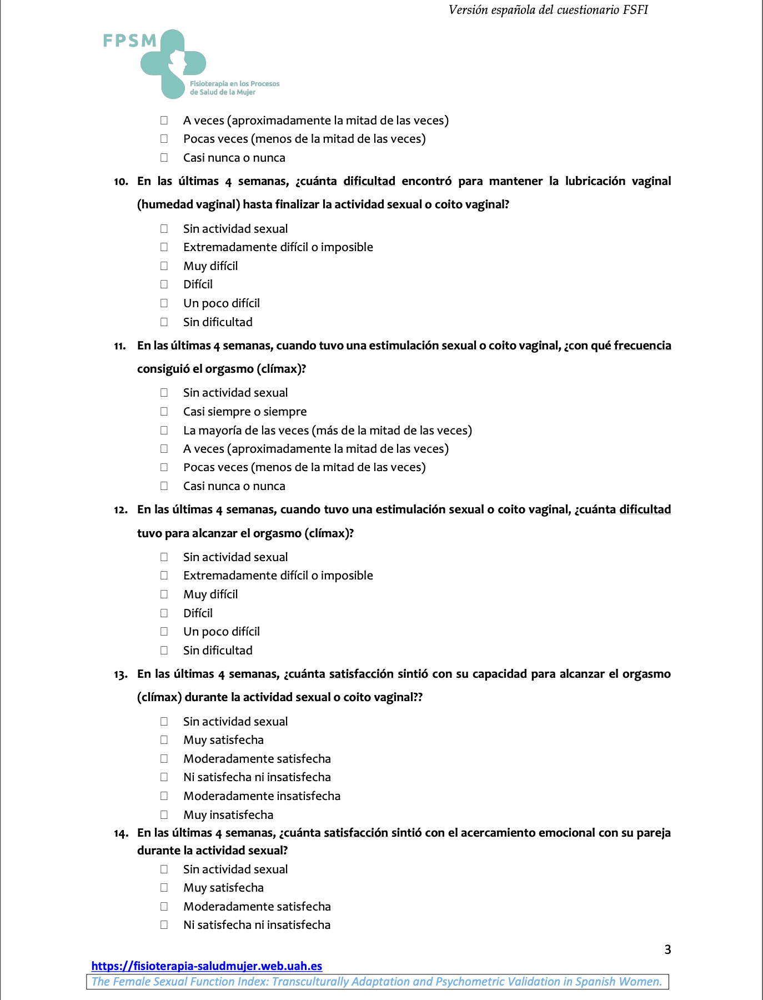 Versión española del cuestionario FSFI
FPSM
Fisioterapia en los Procesos
de Salud de la Mujer
A veces (aproximadamente la mitad de las veces)
Pocas veces (menos de la mitad de las veces)
Casi nunca o nunca
10. En las últimas 4 semanas, ¿cuánta dificultad encontró para mantener la lubricación vaginal
(humedad vaginal) hasta finalizar la actividad sexual o coito vaginal?
Sin actividad sexual
Extremadamente difícil o imposible
Muy difícil
Difícil
Un poco difícil
Sin dificultad
11. En las últimas 4 semanas, cuando tuvo una estimulación sexual o coito vaginal, ¿con qué frecuencia
consiguió el orgasmo (clímax)?
Sin actividad sexual
Casi siempre o siempre
La mayoría de las veces (más de la mitad de las veces)
A veces (aproximadamente la mitad de las veces)
Pocas veces (menos de la mitad de las veces)
Casi nunca o nunca
12. En las últimas 4 semanas, cuando tuvo una estimulación sexual o coito vaginal, ¿cuánta dificultad
tuvo para alcanzar el orgasmo (clímax)?
Sin actividad sexual
Extremadamente difícil o imposible
Muy difícil
Difícil
Un poco difícil
Sin dificultad
13. En las últimas 4 semanas, ¿cuánta satisfacción sintió con su capacidad para alcanzar el orgasmo
(clímax) durante la actividad sexual o coito vaginal??
Sin actividad sexual
Muy satisfecha
Moderadamente satisfecha
Ni satisfecha ni insatisfecha
Moderadamente insatisfecha
Muy insatisfecha
14. En las últimas 4 semanas, ¿cuánta satisfacción sintió con el acercamiento emocional con su pareja
durante la actividad sexual?
Sin actividad sexual
Muy satisfecha
Moderadamente satisfecha
Ni satisfecha ni insatisfecha
3
https://fisioterapia-saludmujer.web.uah.es
The Female Sexual Function Index: Transculturally Adaptation and Psychometric Validation in Spanish Women.